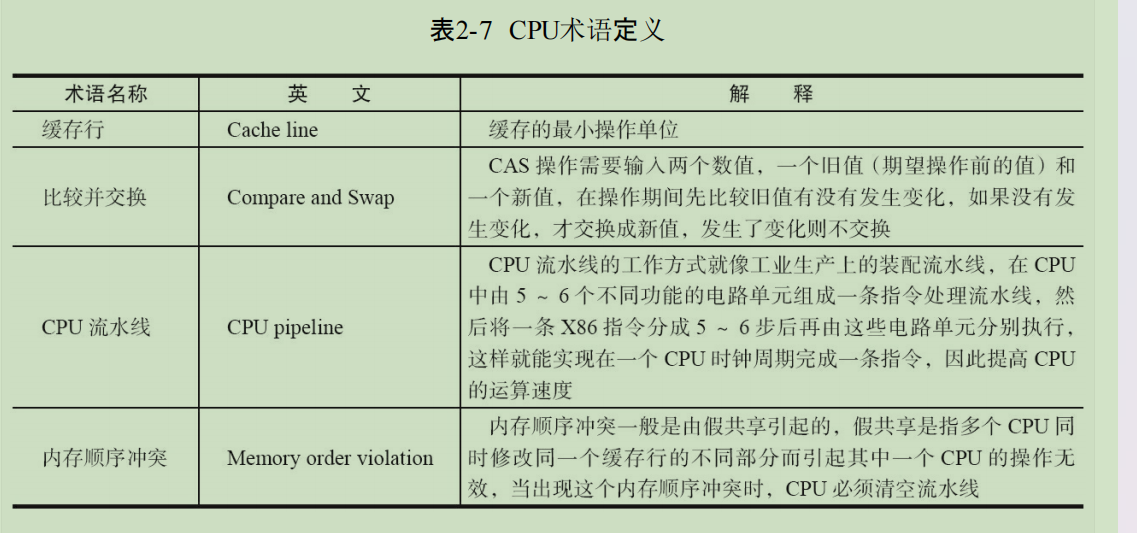 表2-7 CPU术语定义
术语名称 英 文 解 释
缓存行 Cache line 缓存的最小操作单位
CAS 操作需要输入两个数值，一个旧值（期望操作前的值）和
比较并交换 Compare and Swap 一个新值，在操作期间先比较旧值有没有发生变化，如果没有发
生变化，才交换成新值，发生了变化则不交换
CPU 流水线的工作方式就像工业生产上的装配流水线，在 CPU
中由 5 ~ 6 个不同功能的电路单元组成一条指令处理流水线，然
CPU 流水线 CPU pipeline 后将一条 X86 指令分成 5 ~ 6 步后再由这些电路单元分别执行，
这样就能实现在一个 CPU 时钟周期完成一条指令，因此提高 CPU
的运算速度
内存顺序冲突一般是由假共享引起的，假共享是指多个 CPU 同
内存顺序冲突 Memory order violation 时修改同一个缓存行的不同部分而引起其中一个 CPU 的操作无
效，当出现这个内存顺序冲突时，CPU 必须清空流水线